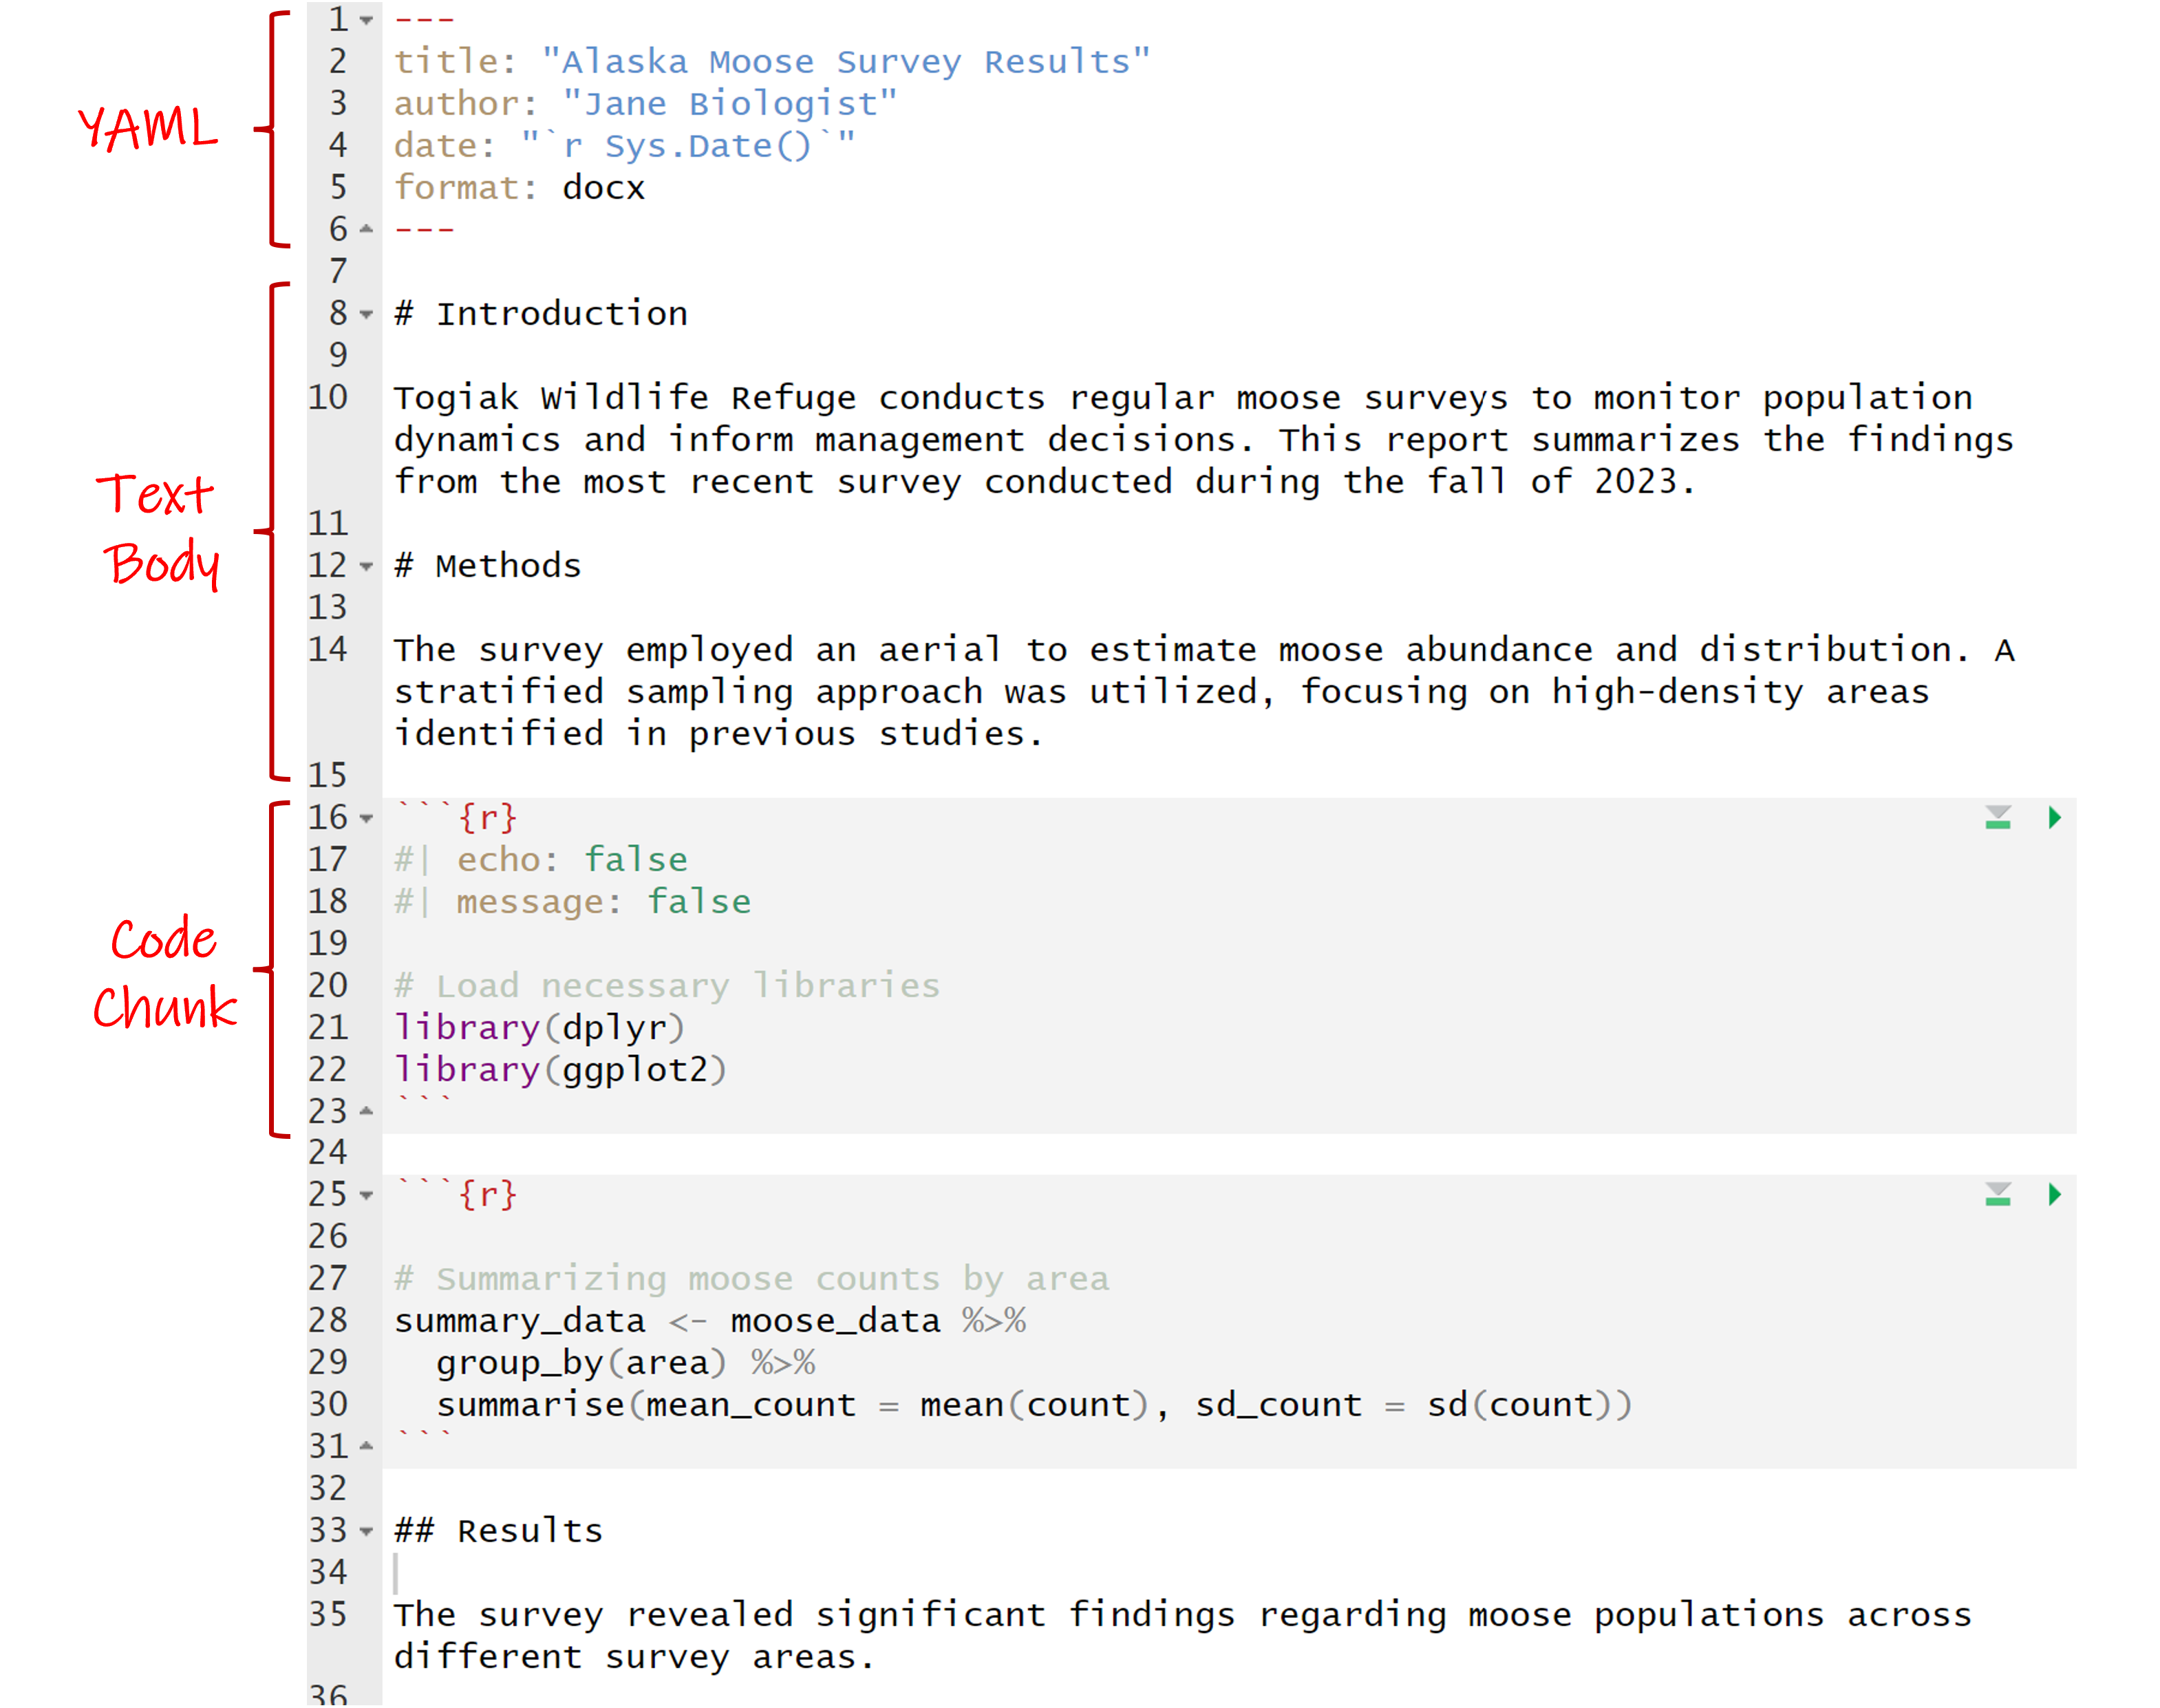 YAML
1 ---
2 title: "Alaska Moose Survey Results"
3 author: "Jane Biologist"
4 date: "`r Sys.Date()`"
5 format: docx
6 ---
7
Text
Body
8 # Introduction
9
10 Togiak Wildlife Refuge conducts regular moose surveys to monitor population
dynamics and inform management decisions. This report summarizes the findings
from the most recent survey conducted during the fall of 2023.
11
12 # Methods
13
14 The survey employed an aerial to estimate moose abundance and distribution. A
stratified sampling approach was utilized, focusing on high-density areas
identified in previous studies.
15
Code
Chunk
16 ```{r}
17 #| echo: false
18 #| message: false
19
20 # Load necessary libraries
21 library(dplyr)
22 library(ggplot2)
23 ```
24
25 ```{r}
26
27 # Summarizing moose counts by area
28 summary_data <- moose_data %>%
29   group_by(area) %>%
30   summarise(mean_count = mean(count), sd_count = sd(count))
31 ```
32
33 ## Results
34
35 The survey revealed significant findings regarding moose populations across
different survey areas.
36